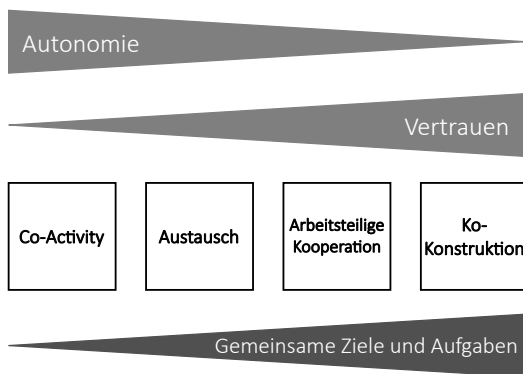 Autonomie
Vertrauen
Co-Activity
Austausch
Arbeitsteilige
Kooperation
Ko-
Konstruktion
Gemeinsame Ziele und Aufgaben